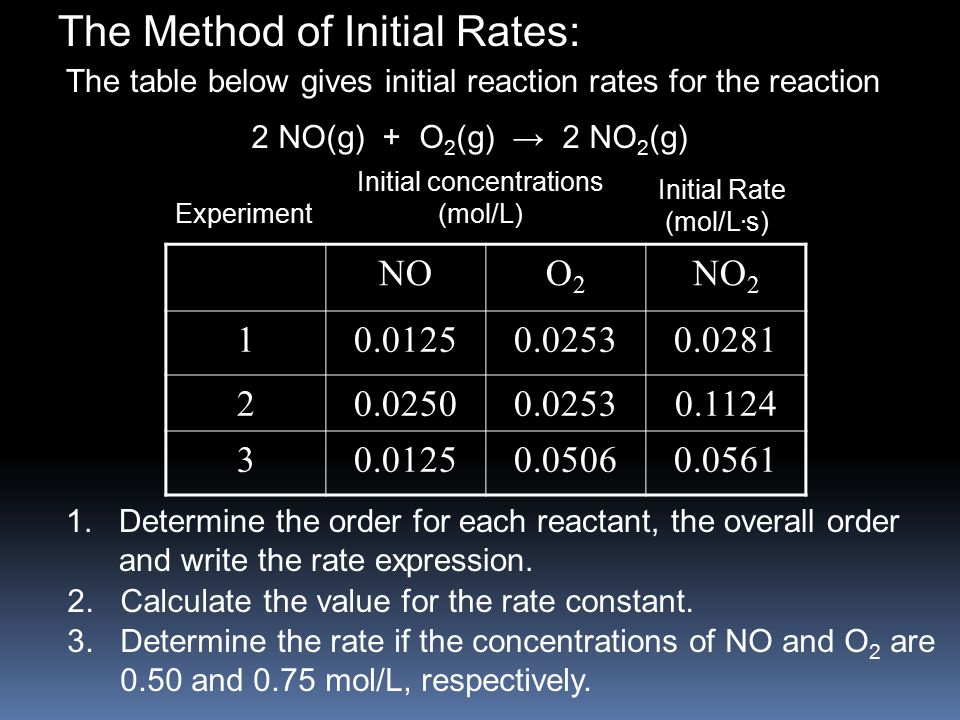 The Method of Initial Rates:
The table below gives initial reaction rates for the reaction
2 NO(g) + O₂(g) → 2 NO₂(g)
Experiment
Initial concentrations
(mol/L)
Initial Rate
(mol/L·s)
NO O₂ NO₂
1 0.0125 0.0253 0.0281
2 0.0250 0.0253 0.1124
3 0.0125 0.0506 0.0561
1. Determine the order for each reactant, the overall order
and write the rate expression.
2. Calculate the value for the rate constant.
3. Determine the rate if the concentrations of NO and O₂ are
0.50 and 0.75 mol/L, respectively.